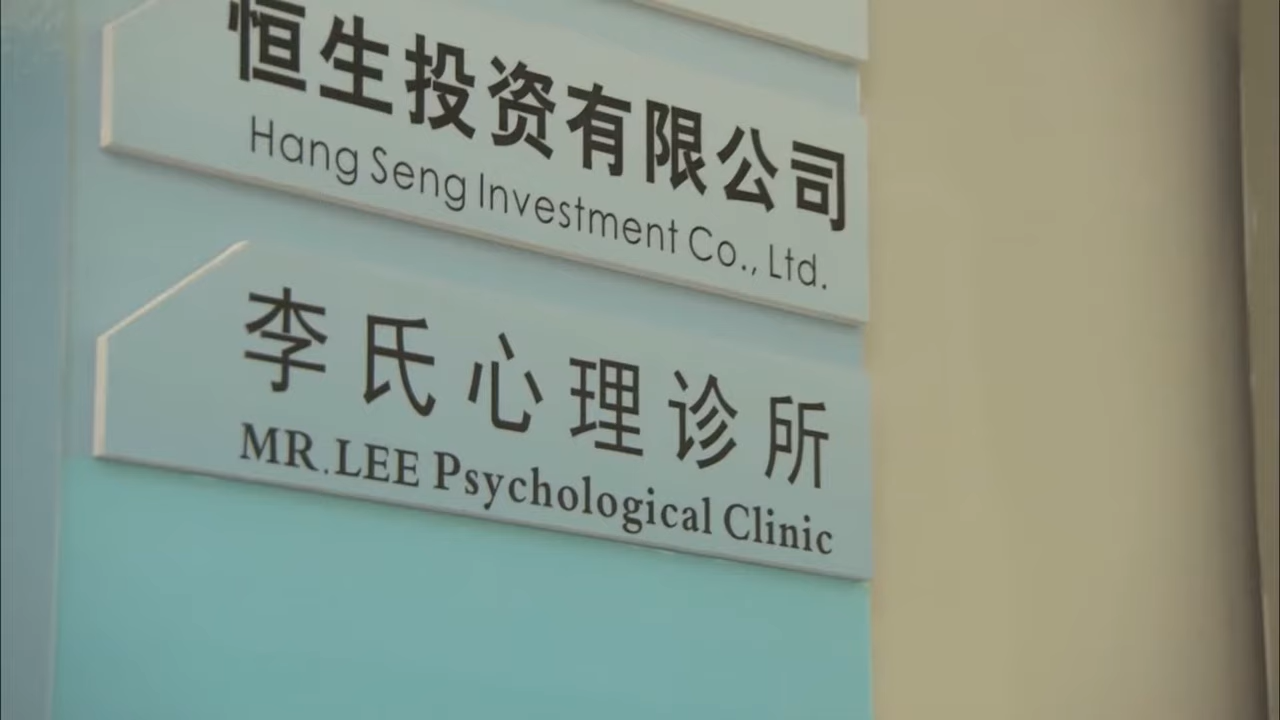 恒生投资有限公司
Hang Seng Investment Co., Ltd.
李氏心理诊所
MR.LEE Psychological Clinic